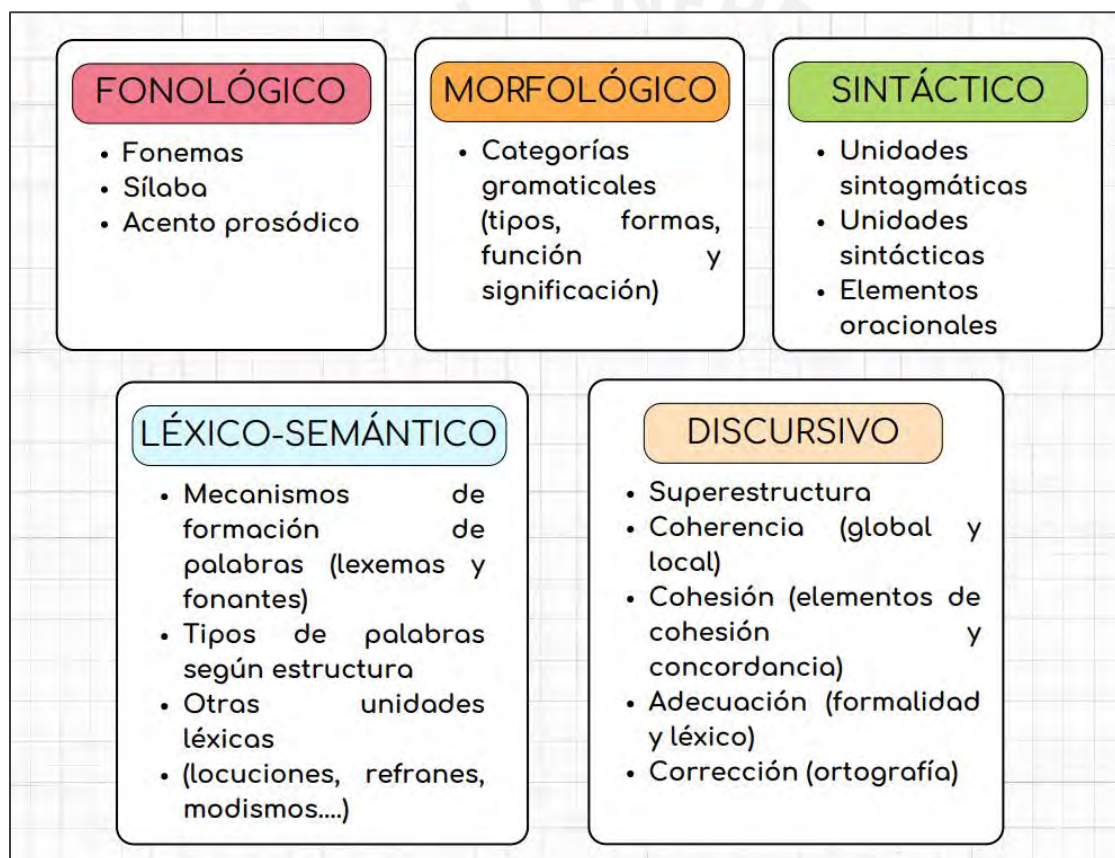 FONOLÓGICO
• Fonemas
• Sílaba
• Acento prosódico
MORFOLÓGICO
• Categorías
gramaticales
(tipos, formas,
función y
significación)
SINTÁCTICO
• Unidades
sintagmáticas
• Unidades
sintácticas
• Elementos
oracionales
LÉXICO-SEMÁNTICO
• Mecanismos de
formación de
palabras (lexemas y
fonantes)
• Tipos de palabras
según estructura
• Otras unidades
léxicas
• (locuciones, refranes,
modismos....)
DISCURSIVO
• Superestructura
• Coherencia (global y
local)
• Cohesión (elementos de
cohesión y
concordancia)
• Adecuación (formalidad
y léxico)
• Corrección (ortografía)